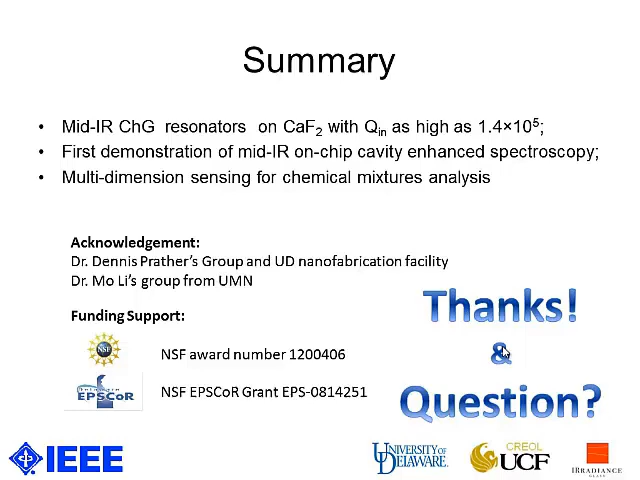 Summary
• Mid-IR ChG resonators on CaF2 with Qin as high as 1.4×10⁵;
• First demonstration of mid-IR on-chip cavity enhanced spectroscopy;
• Multi-dimension sensing for chemical mixtures analysis
Acknowledgement:
Dr. Dennis Prather's Group and UD nanofabrication facility
Dr. Mo Li's group from UMN
Funding Support:
NSF
NSF award number 1200406
EPSCoR
NSF EPSCoR Grant EPS-0814251
Thanks!
&
Question?
IEEE
UNIVERSITY OF DELAWARE
CREOL
UCF
IRRADIANCE
GLASS